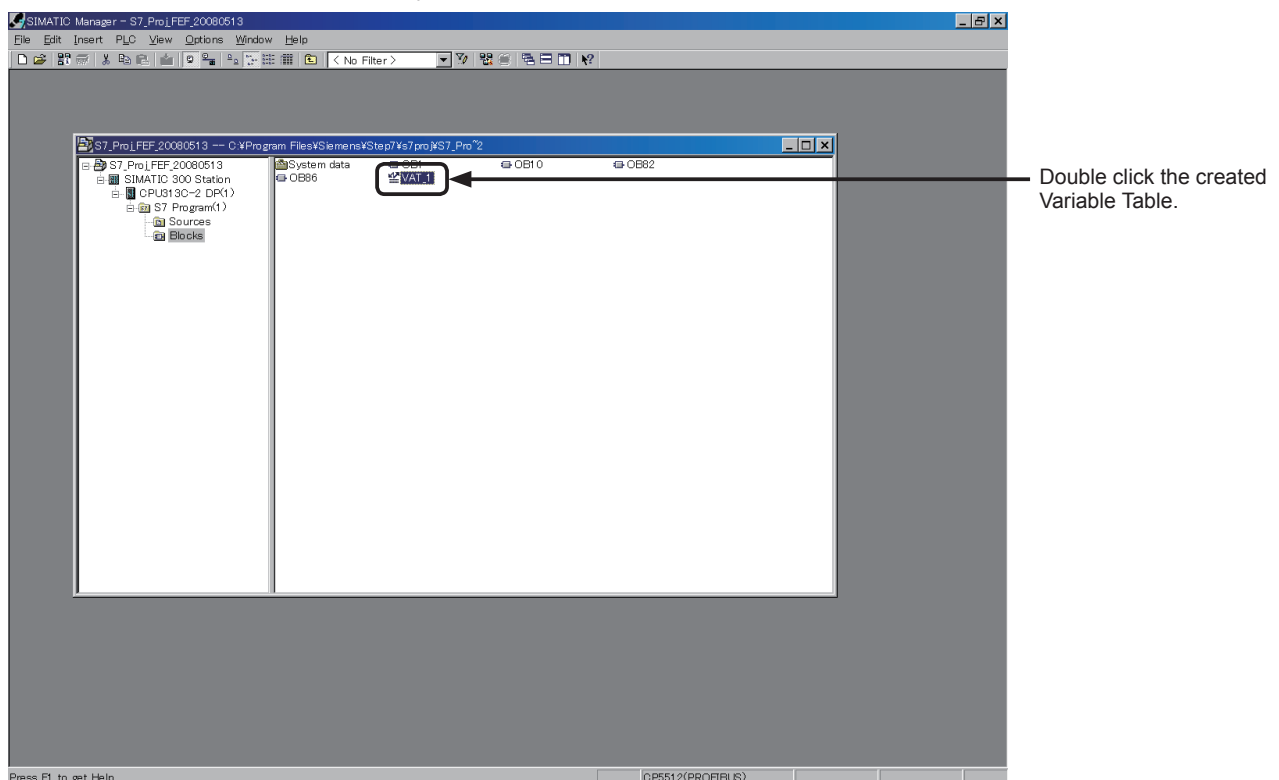 SIMATIC Manager - S7_Proj_FEF_20080513
File Edit Insert PLC View Options Window Help
< No Filter >
S7_Proj_FEF_20080513 -- C:¥Program Files¥Siemens¥Step7¥s7proj¥S7_Pro~2
S7_Proj_FEF_20080513
SIMATIC 300 Station
CPU313C-2 DP(1)
S7 Program(1)
Sources
Blocks
System data OB1 OB10 OB82
OB86 VAT_1
Double click the created
Variable Table.
Press F1 to get Help.
CP5512(PROFIBUS)